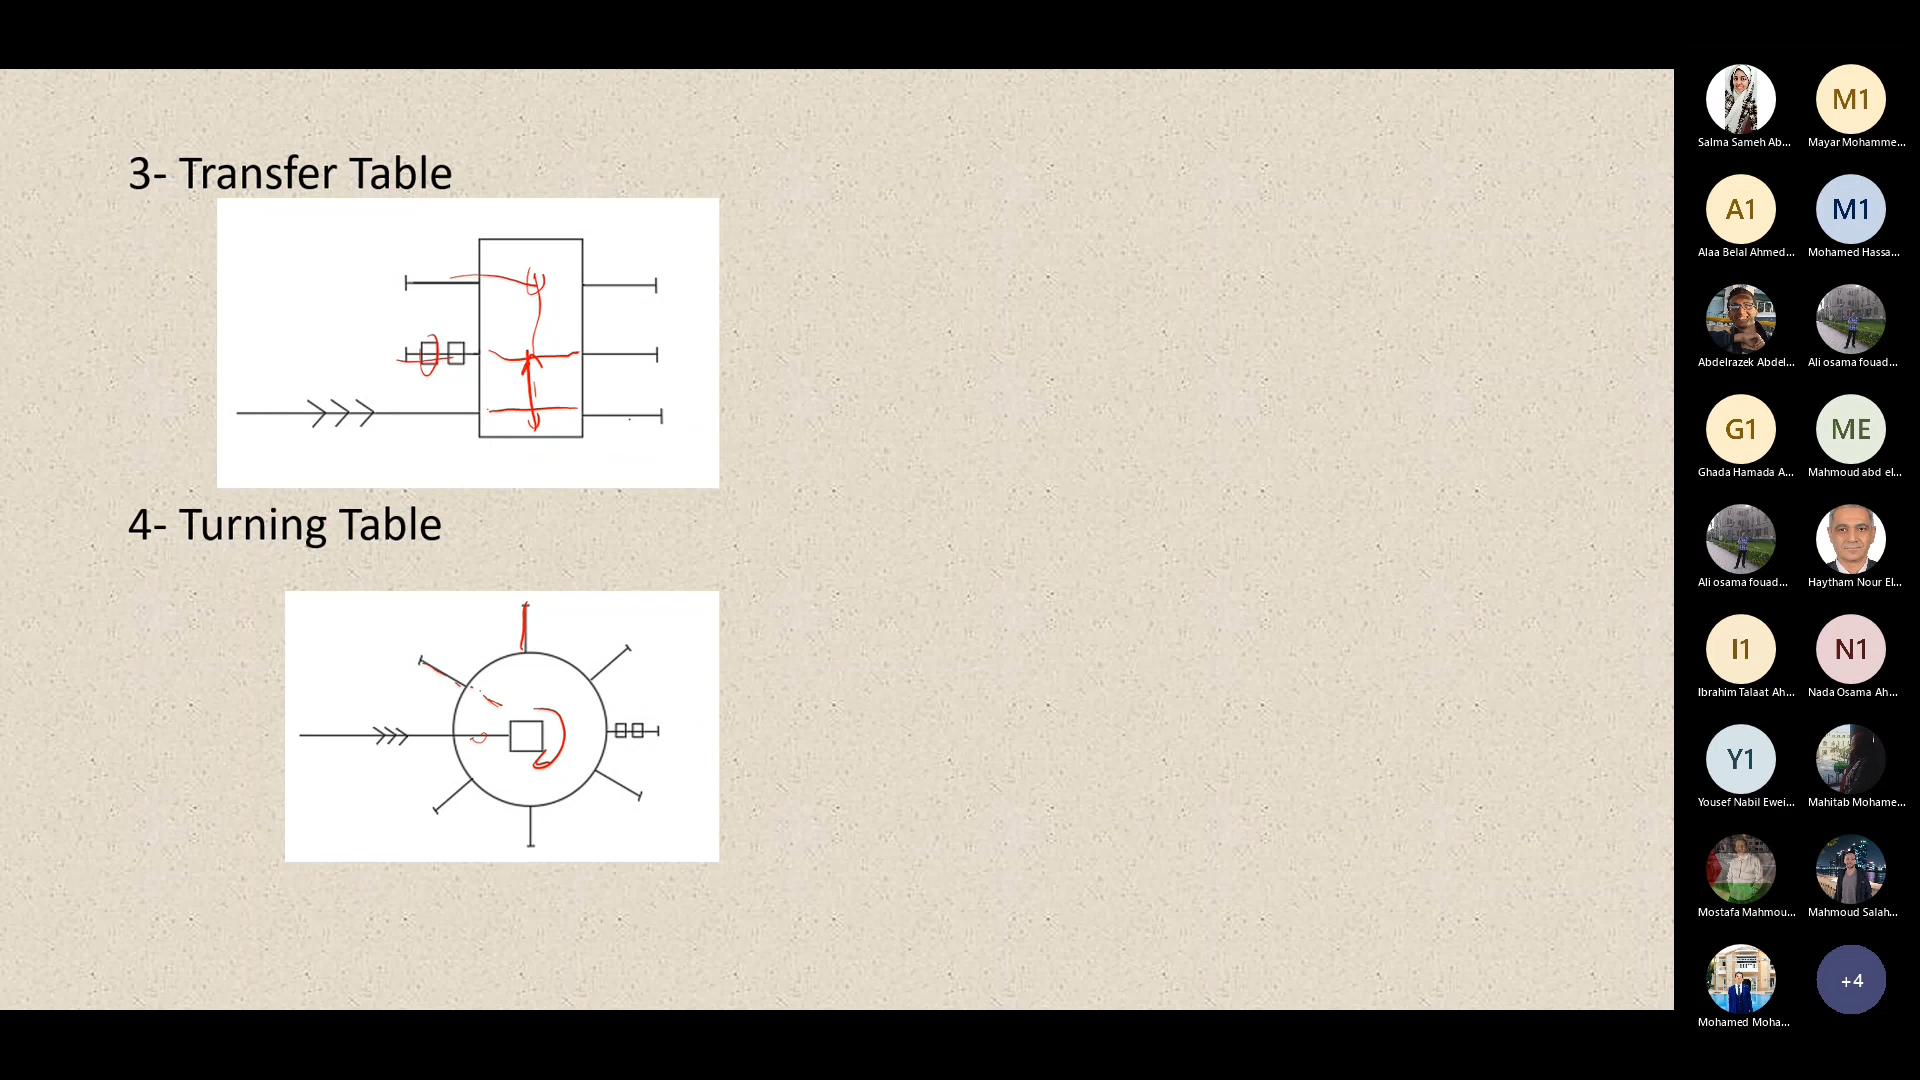 3- Transfer Table
4- Turning Table
M1
Salma Sameh Ab...
Mayar Mohamme...
A1
M1
Alaa Belal Ahmed...
Mohamed Hassa...
Abdelrazek Abdel...
Ali osama fouad...
G1
ME
Ghada Hamada A...
Mahmoud abd el...
Ali osama fouad...
Haytham Nour El...
I1
N1
Ibrahim Talaat Ah...
Nada Osama Ah...
Y1
Yousef Nabil Ewei...
Mahitab Mohame...
Mostafa Mahmou...
Mahmoud Salah...
+4
Mohamed Moha...